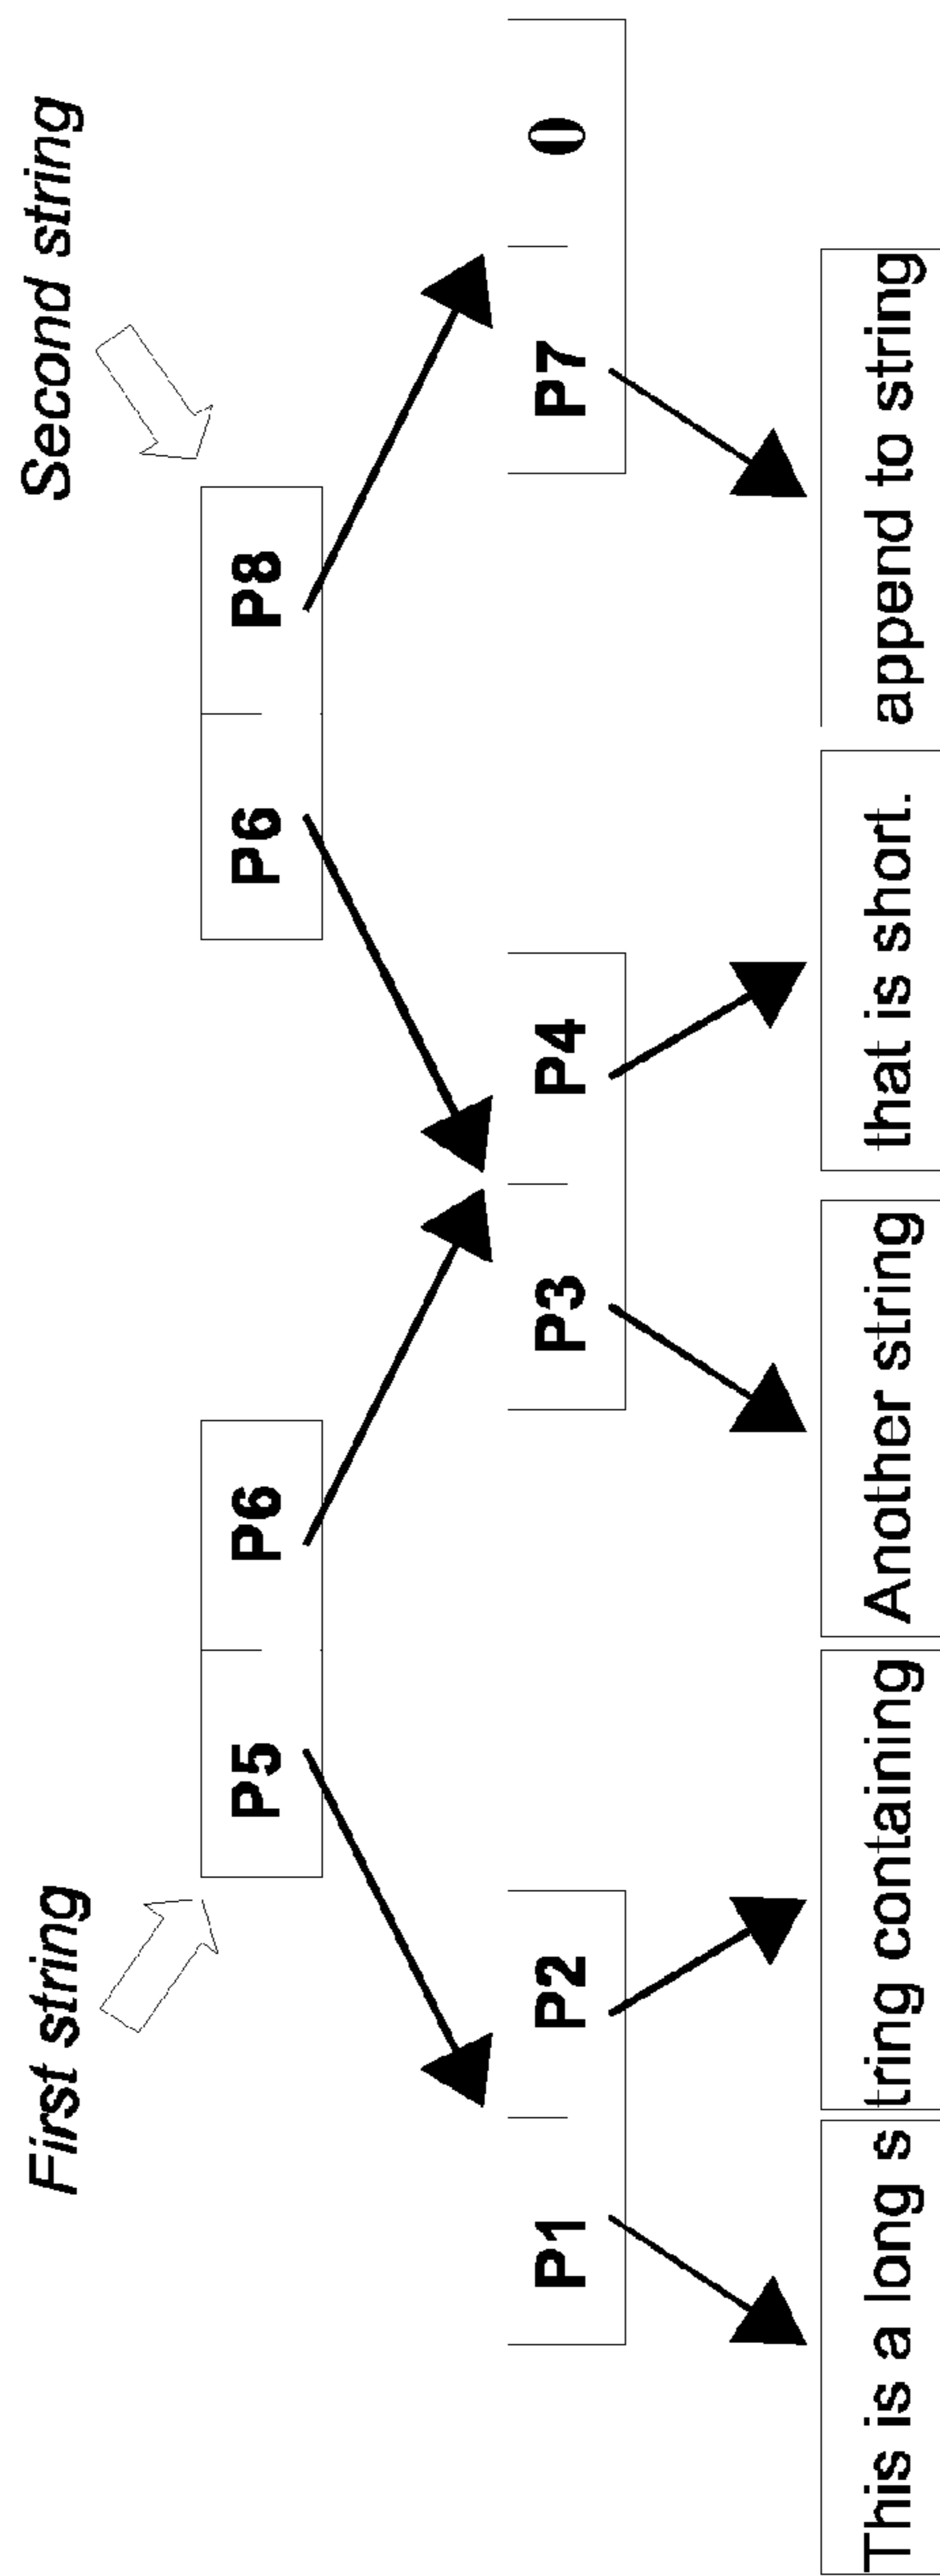 First string
Second string
P5 P6
P6 P8
P1 P2
P3 P4
P7 0
This is a long s
tring containing
Another string
that is short.
append to string